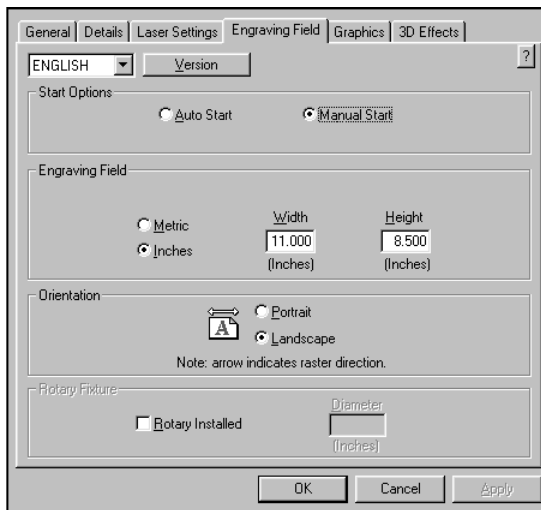 General Details Laser Settings Engraving Field Graphics 3D Effects
ENGLISH Version ?
Start Options
Auto Start Manual Start
Engraving Field
Metric
Inches
Width
11.000
(Inches)
Height
8.500
(Inches)
Orientation
A
Portrait
Landscape
Note: arrow indicates raster direction.
Rotary Fixture
Rotary Installed
Diameter
(Inches)
OK Cancel Apply